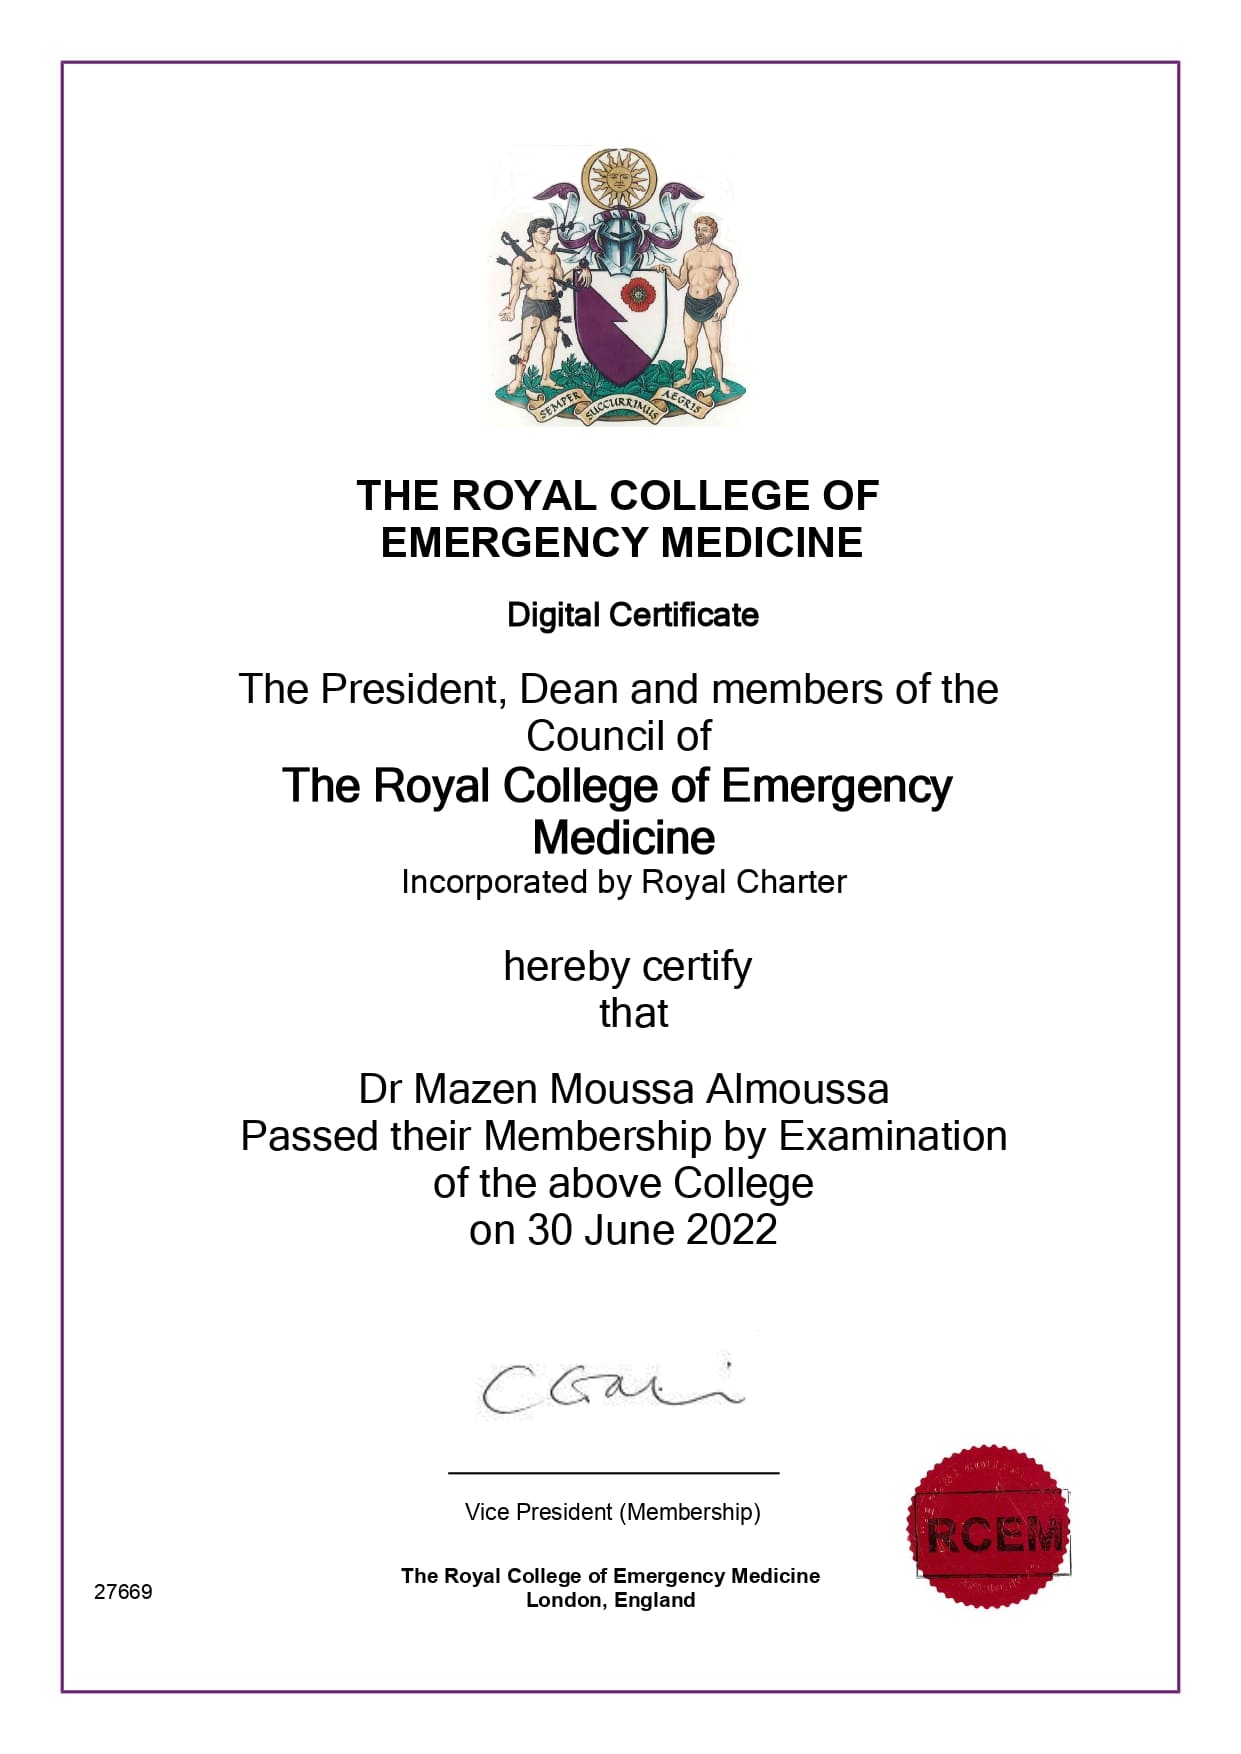 SEMPER SUCCURRIMUS AEGRIS
THE ROYAL COLLEGE OF
EMERGENCY MEDICINE
Digital Certificate
The President, Dean and members of the
Council of
The Royal College of Emergency
Medicine
Incorporated by Royal Charter
hereby certify
that
Dr Mazen Moussa Almoussa
Passed their Membership by Examination
of the above College
on 30 June 2022
Vice President (Membership)
RCEM
The Royal College of Emergency Medicine
27669
London, England